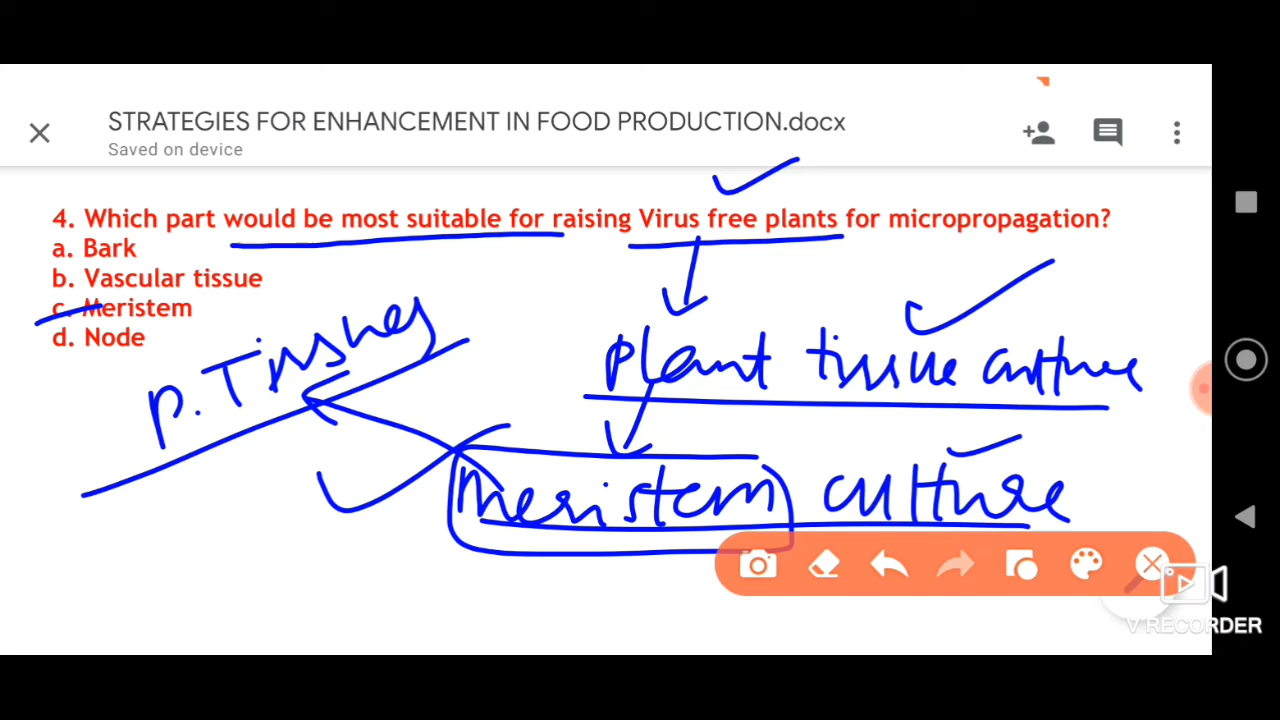 STRATEGIES FOR ENHANCEMENT IN FOOD PRODUCTION.docx
Saved on device
4. Which part would be most suitable for raising Virus free plants for micropropagation?
a. Bark
b. Vascular tissue
c. Meristem
d. Node
P. Tissues
Plant tissue culture
Meristem culture
V RECORDER